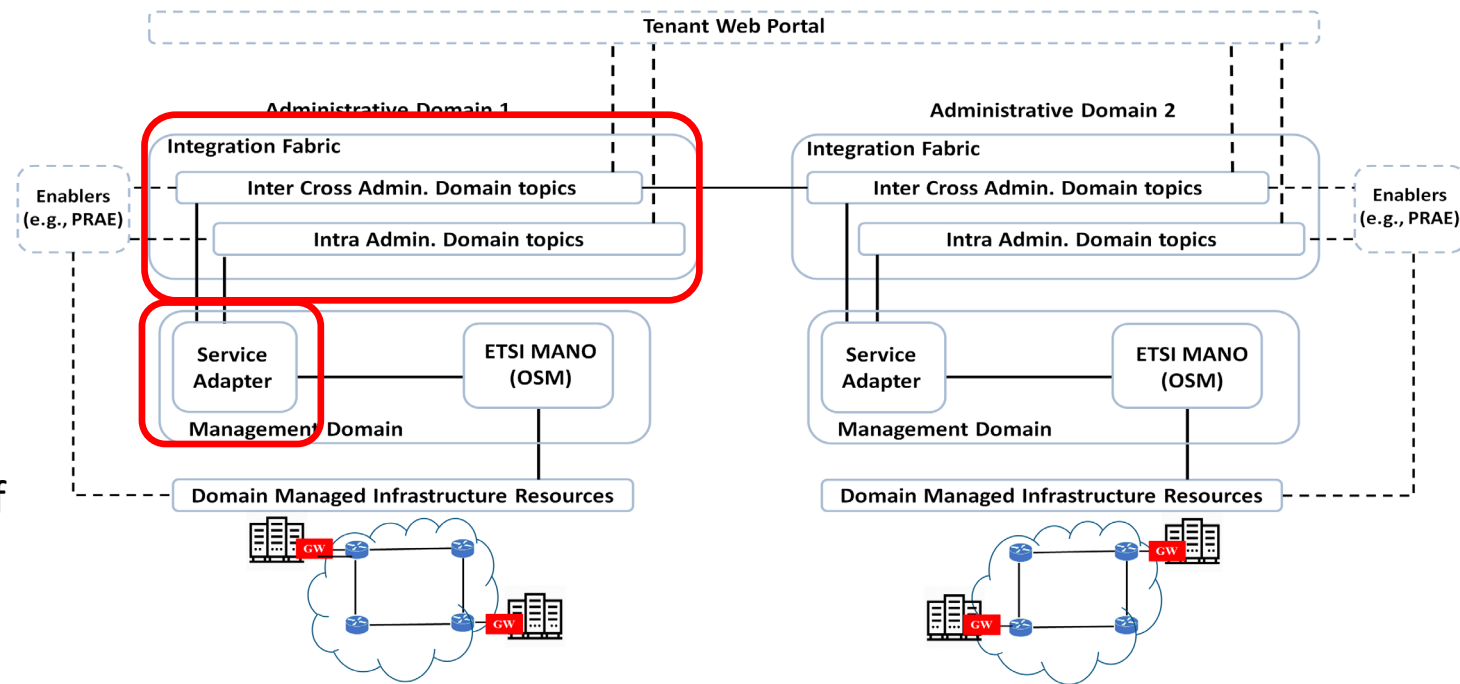 Tenant Web Portal
Administrative Domain 1
Administrative Domain 2
Integration Fabric
Integration Fabric
Inter Cross Admin. Domain topics
Inter Cross Admin. Domain topics
Enablers
(e.g., PRAE)
Enablers
(e.g., PRAE)
Intra Admin. Domain topics
Intra Admin. Domain topics
Service
Adapter
ETSI MANO
(OSM)
Service
Adapter
ETSI MANO
(OSM)
Management Domain
Management Domain
f
Domain Managed Infrastructure Resources
Domain Managed Infrastructure Resources
GW
GW
GW
GW